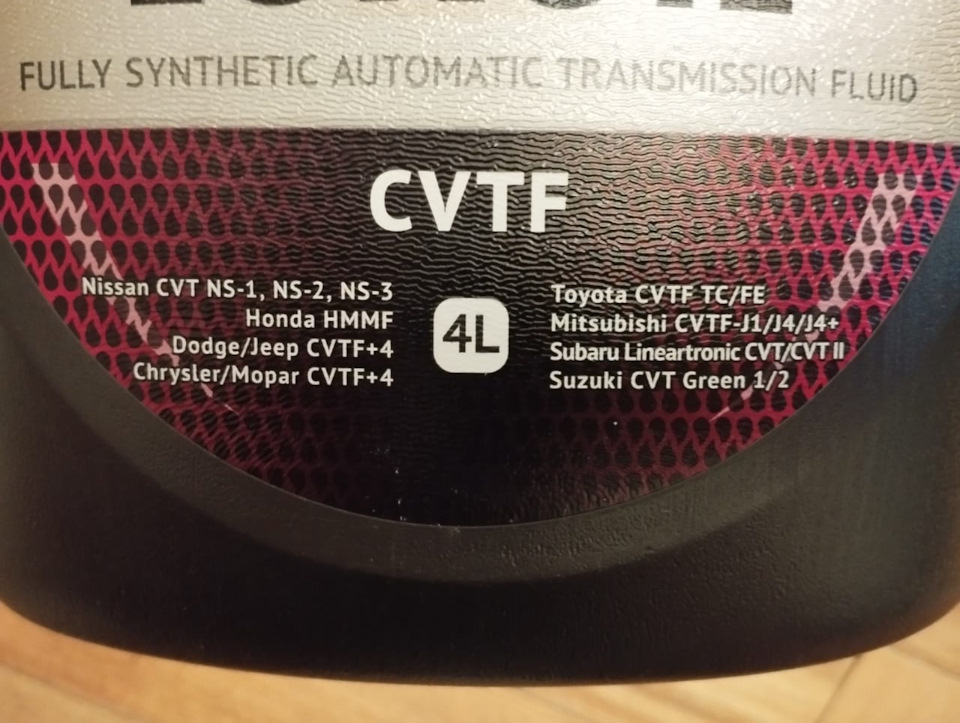 FULLY SYNTHETIC AUTOMATIC TRANSMISSION FLUID
CVTF
Nissan CVT NS-1, NS-2, NS-3
Honda HMMF
Dodge/Jeep CVTF+4
Chrysler/Mopar CVTF+4
4L
Toyota CVTF TC/FE
Mitsubishi CVTF-J1/J4/J4+
Subaru Lineartronic CVT/CVT II
Suzuki CVT Green 1/2